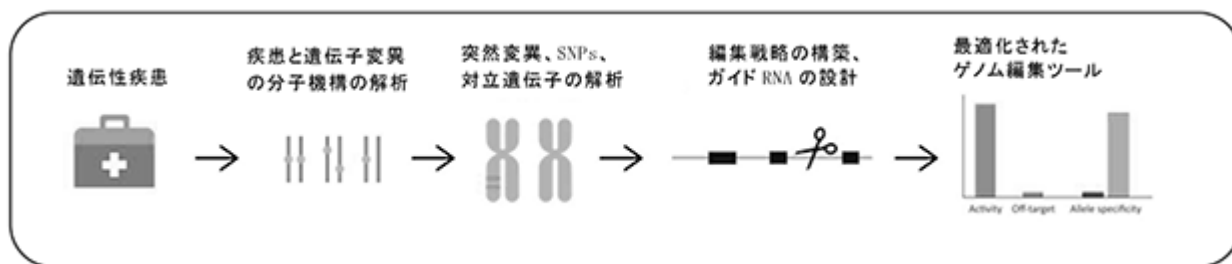 遺伝性疾患
疾患と遺伝子変異
の分子機構の解析
突然変異、SNPs、
対立遺伝子の解析
編集戦略の構築、
ガイド RNA の設計
最適化された
ゲノム編集ツール
Activity Off-target Allele specificity